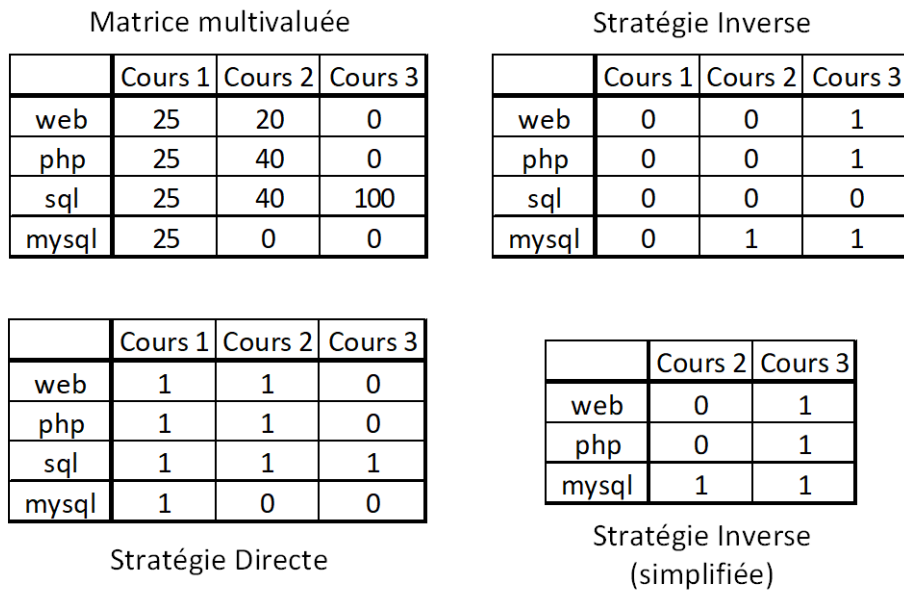 Matrice multivaluée
Cours 1 Cours 2 Cours 3
web 25 20 0
php 25 40 0
sql 25 40 100
mysql 25 0 0
Stratégie Inverse
Cours 1 Cours 2 Cours 3
web 0 0 1
php 0 0 1
sql 0 0 0
mysql 0 1 1
Cours 1 Cours 2 Cours 3
web 1 1 0
php 1 1 0
sql 1 1 1
mysql 1 0 0
Stratégie Directe
Cours 2 Cours 3
web 0 1
php 0 1
mysql 1 1
Stratégie Inverse
(simplifiée)